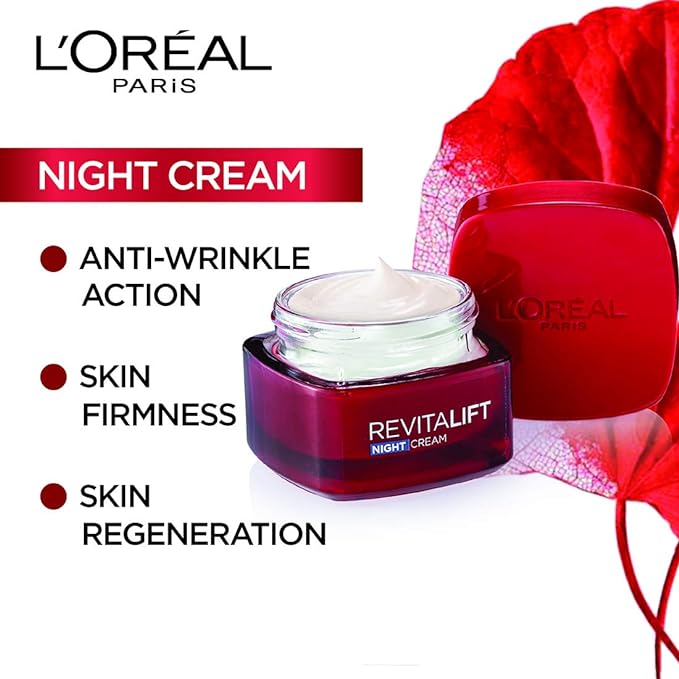 L'ORÉAL
PARiS
NIGHT CREAM
ANTI-WRINKLE
ACTION
SKIN
FIRMNESS
SKIN
REGENERATION
REVITALIFT
NIGHT CREAM
L'ORÉAL
PARiS